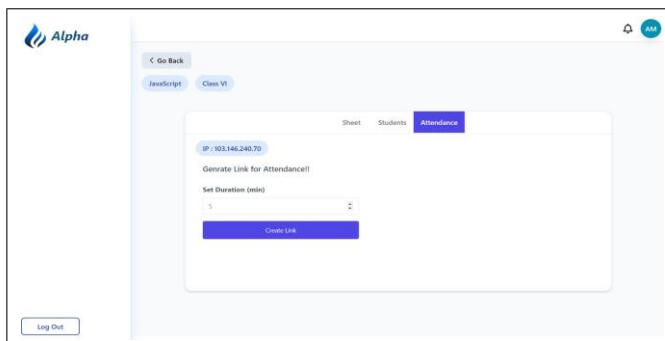 Alpha
AM
Go Back
JavaScript Class VI
Sheet Students Attendance
IP : 103.146.240.70
Genrate Link for Attendance!!
Set Duration (min)
5
Create Link
Log Out